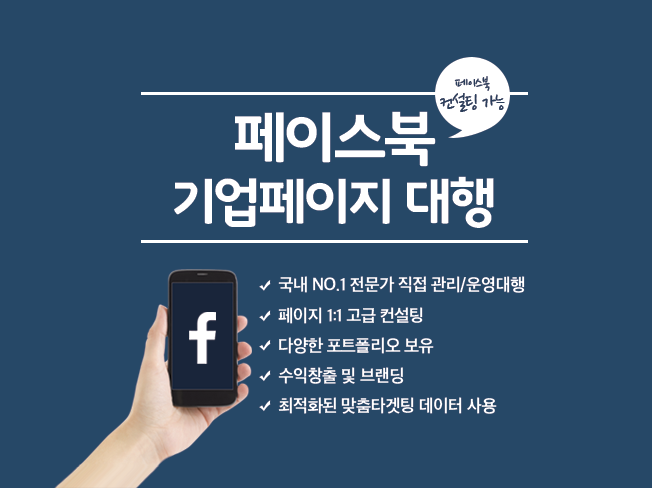 페이스북
컨설팅 가능
페이스북
기업페이지 대행
국내 NO.1 전문가 직접 관리/운영대행
페이지 1:1 고급 컨설팅
다양한 포트폴리오 보유
수익창출 및 브랜딩
최적화된 맞춤타겟팅 데이터 사용
f